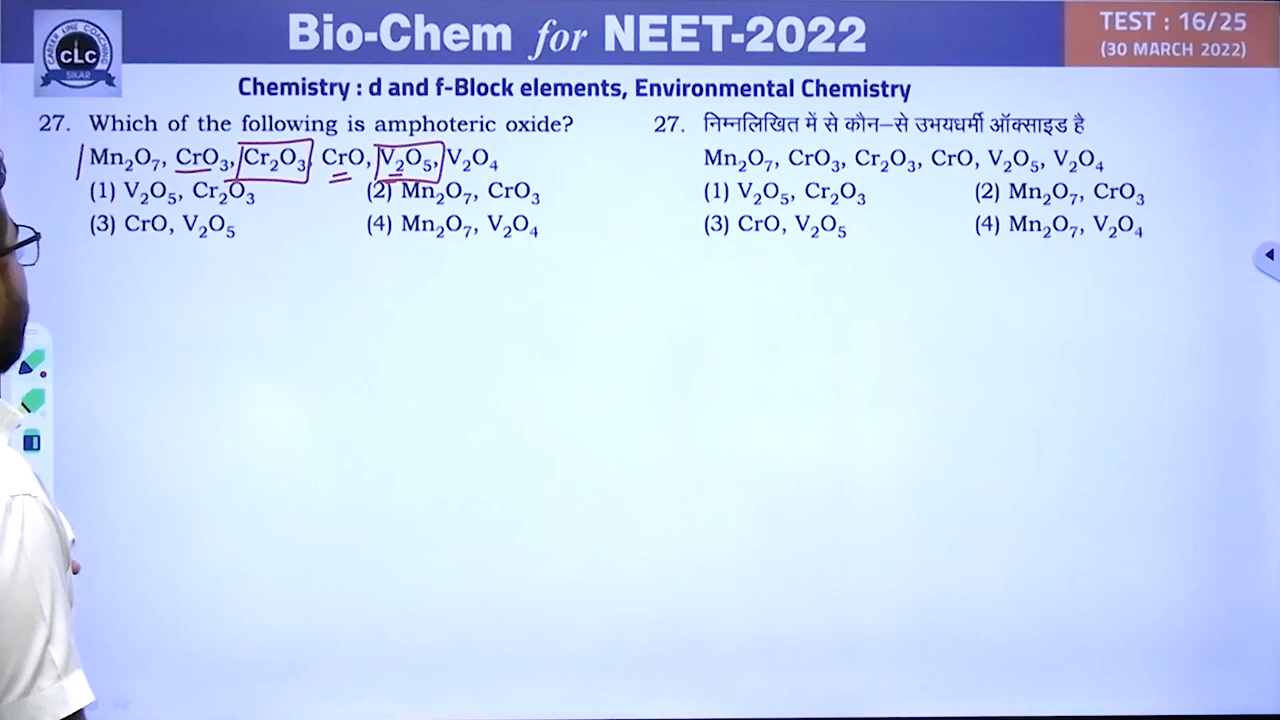 CAREER LINE COACHING
CLC
SIKAR
Bio-Chem for NEET-2022
TEST : 16/25
(30 MARCH 2022)
Chemistry : d and f-Block elements, Environmental Chemistry
27. Which of the following is amphoteric oxide?
Mn₂O₇, CrO₃, Cr₂O₃, CrO, V₂O₅, V₂O₄
(1) V₂O₅, Cr₂O₃ (2) Mn₂O₇, CrO₃
(3) CrO, V₂O₅ (4) Mn₂O₇, V₂O₄
27. निम्नलिखित में से कौन–से उभयधर्मी ऑक्साइड है
Mn₂O₇, CrO₃, Cr₂O₃, CrO, V₂O₅, V₂O₄
(1) V₂O₅, Cr₂O₃ (2) Mn₂O₇, CrO₃
(3) CrO, V₂O₅ (4) Mn₂O₇, V₂O₄